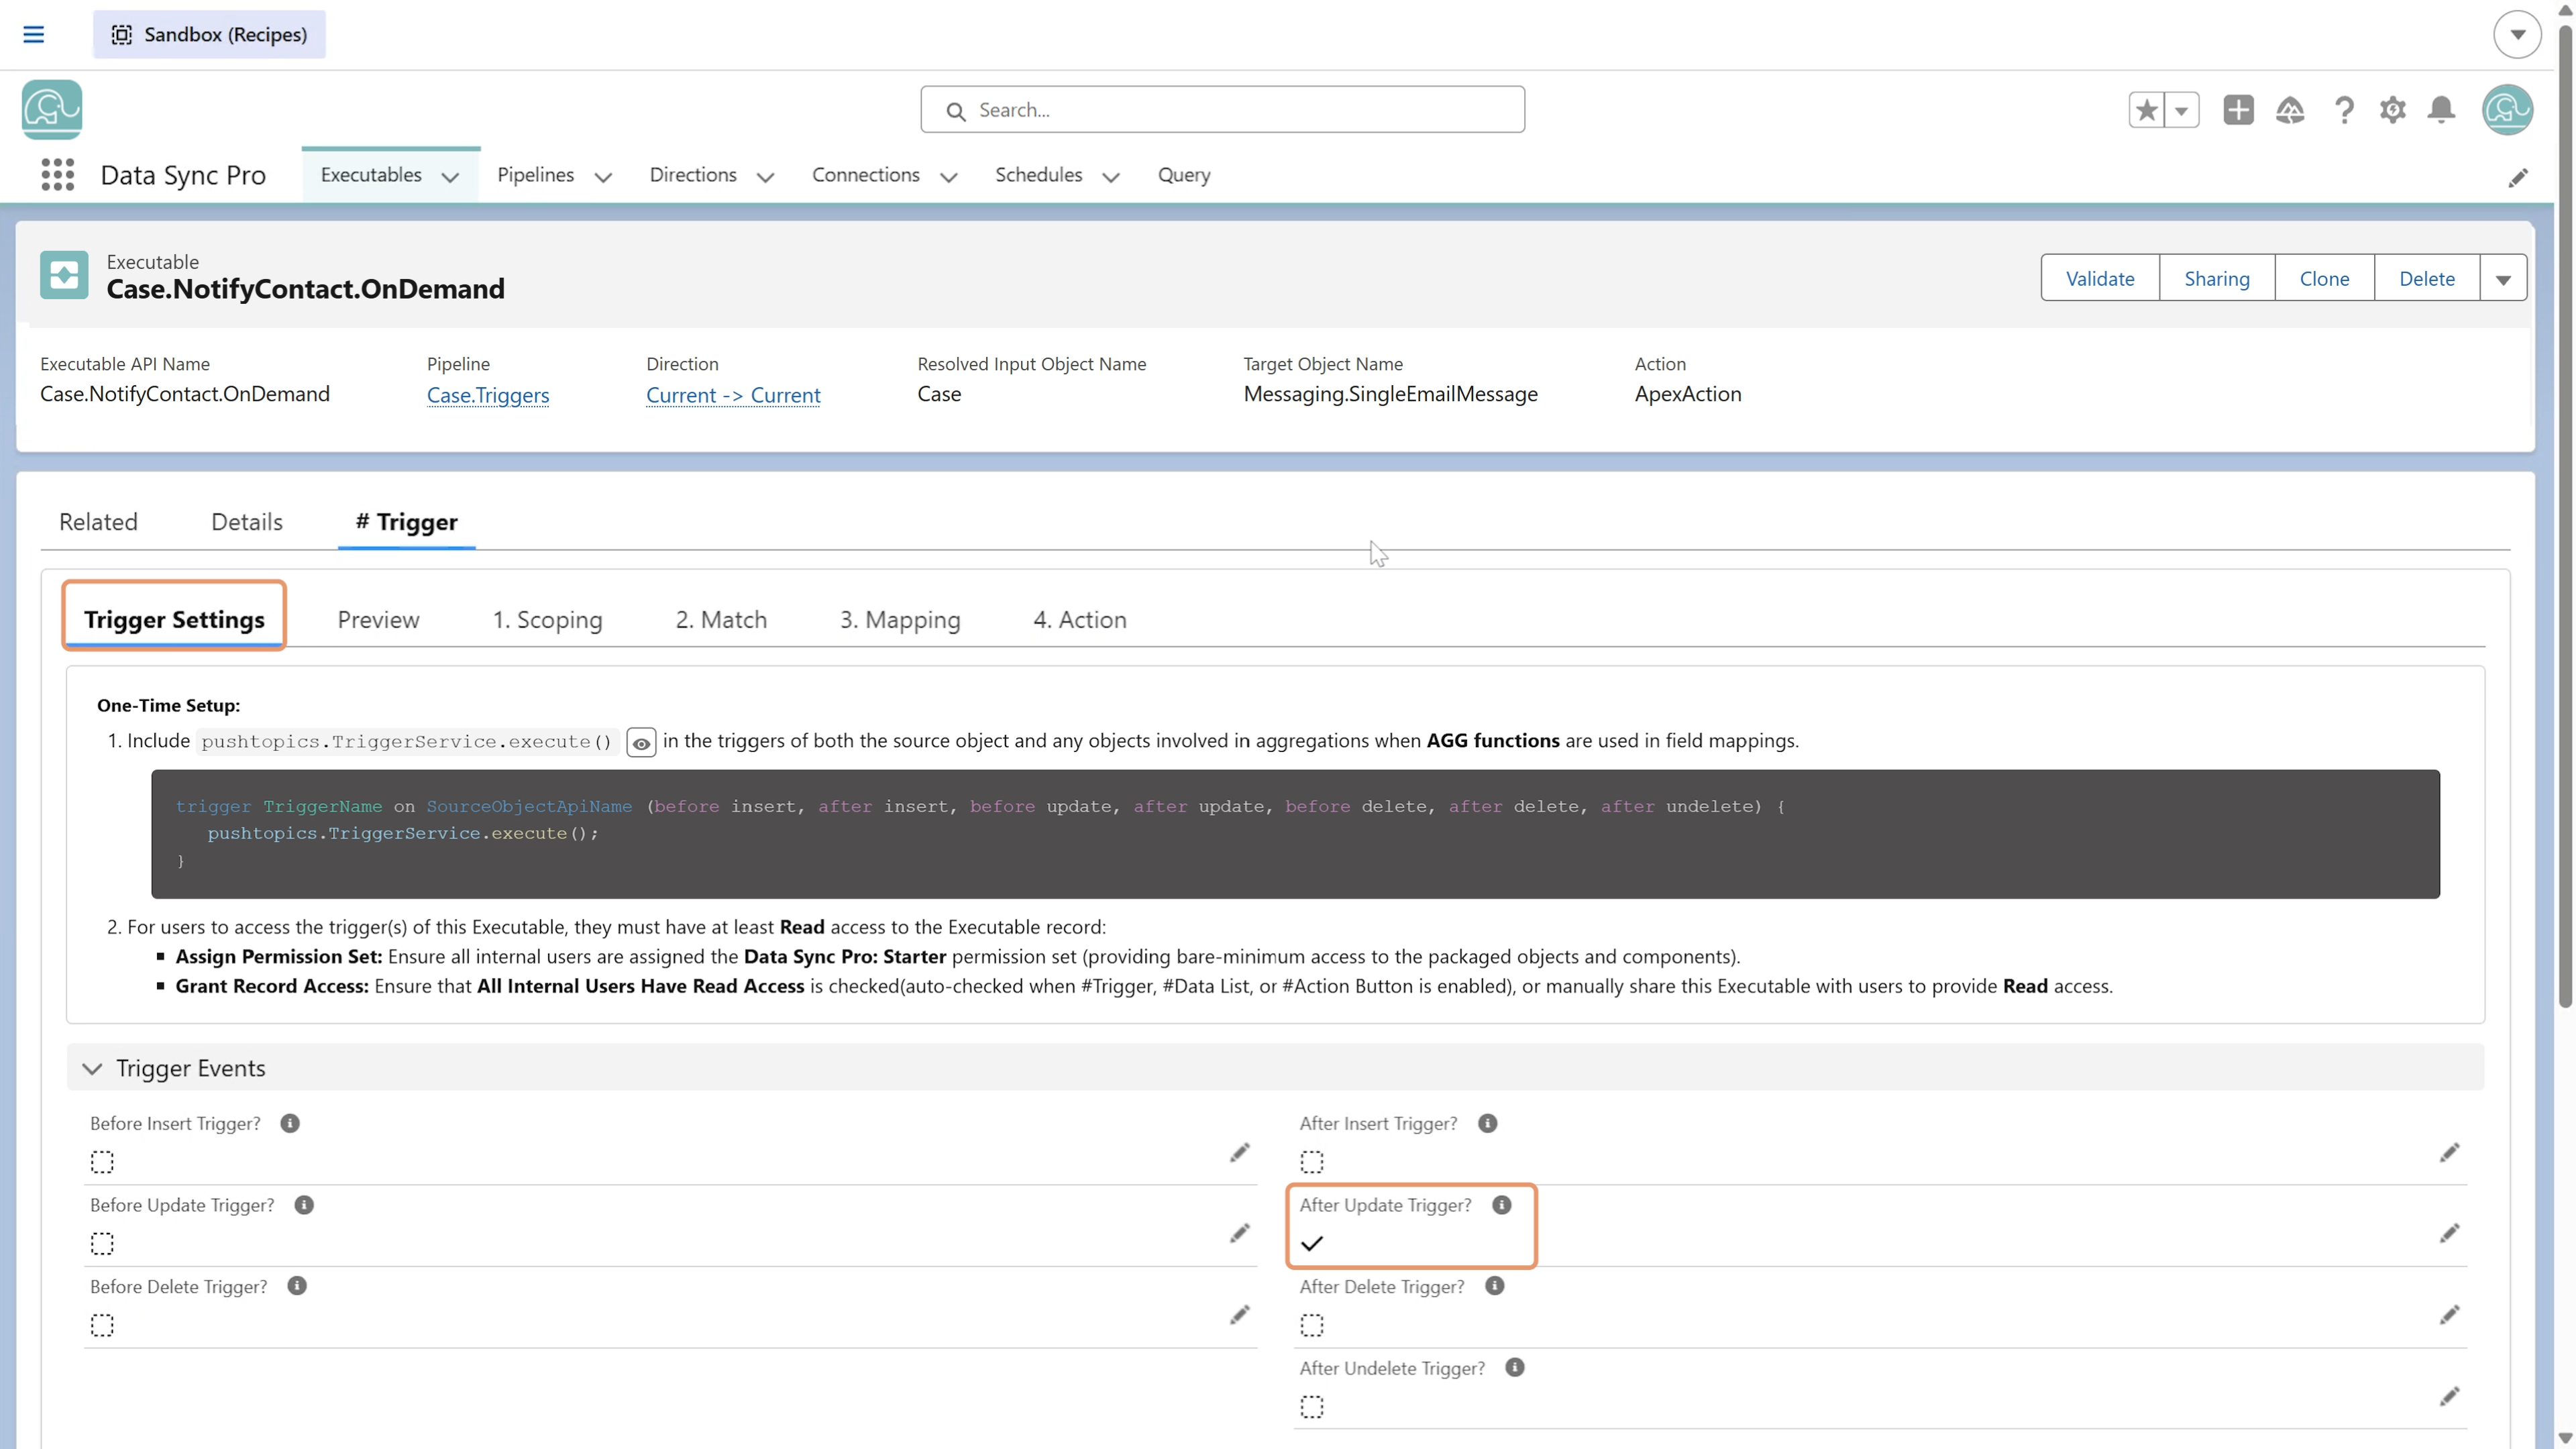 Sandbox (Recipes)
Search...
Data Sync Pro
Executables
Pipelines
Directions
Connections
Schedules
Query
Executable
Case.NotifyContact.OnDemand
Validate
Sharing
Clone
Delete
Executable API Name
Pipeline
Direction
Resolved Input Object Name
Target Object Name
Action
Case.NotifyContact.OnDemand
Case.Triggers
Current -> Current
Case
Messaging.SingleEmailMessage
ApexAction
Related
Details
# Trigger
Trigger Settings
Preview
1. Scoping
2. Match
3. Mapping
4. Action
One-Time Setup:
1. Include pushtopics.TriggerService.execute() in the triggers of both the source object and any objects involved in aggregations when AGG functions are used in field mappings.
trigger TriggerName on SourceObjectApiName (before insert, after insert, before update, after update, before delete, after delete, after undelete) {
pushtopics.TriggerService.execute();
}
2. For users to access the trigger(s) of this Executable, they must have at least Read access to the Executable record:
▪ Assign Permission Set: Ensure all internal users are assigned the Data Sync Pro: Starter permission set (providing bare-minimum access to the packaged objects and components).
▪ Grant Record Access: Ensure that All Internal Users Have Read Access is checked(auto-checked when #Trigger, #Data List, or #Action Button is enabled), or manually share this Executable with users to provide Read access.
Trigger Events
Before Insert Trigger?
After Insert Trigger?
Before Update Trigger?
After Update Trigger?
Before Delete Trigger?
After Delete Trigger?
After Undelete Trigger?